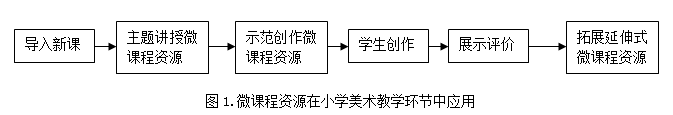 导入新课
主题讲授微
课程资源
示范创作微
课程资源
学生创作
展示评价
拓展延伸式
微课程资源
图 1.微课程资源在小学美术教学环节中应用